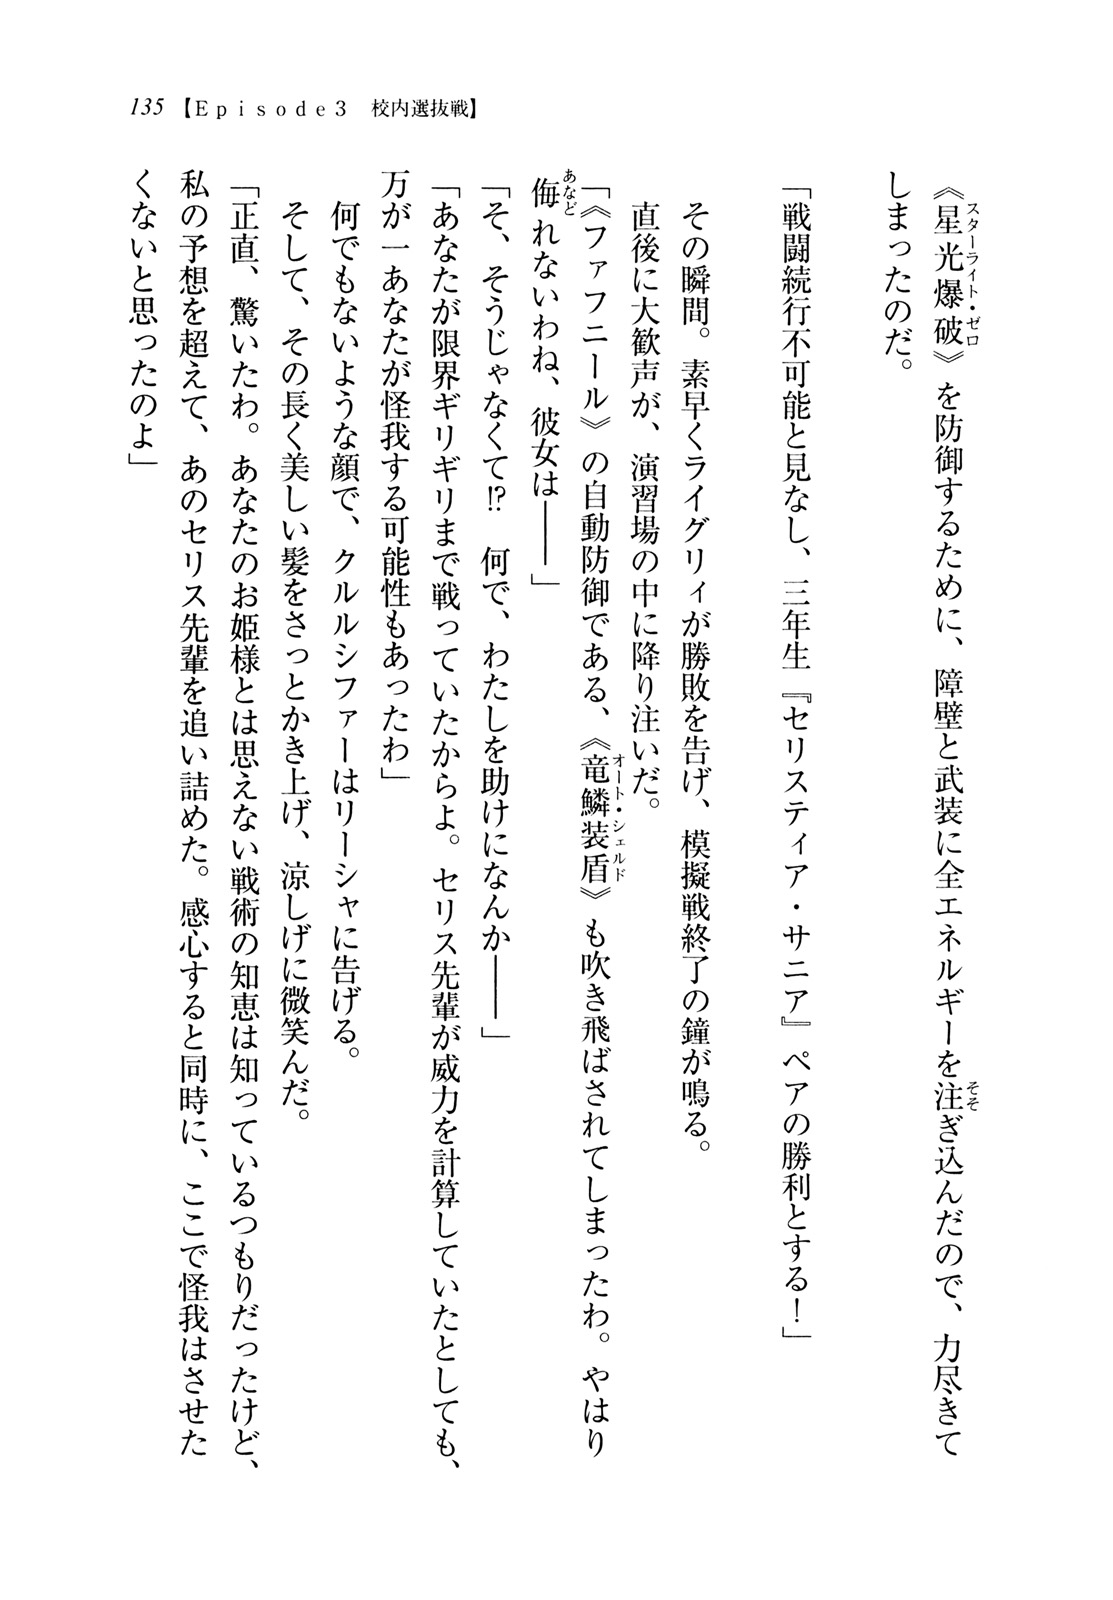 135 【Ｅｐｉｓｏｄｅ３　校内選抜戦】
《星光爆破》を防御するために、障壁と武装に全エネルギーを注ぎ込んだので、力尽きて
スターライト・ゼロ
そそ
しまったのだ。
「戦闘続行不可能と見なし、三年生『セリスティア・サニア』ペアの勝利とする！」
　その瞬間。素早くライグリィが勝敗を告げ、模擬戦終了の鐘が鳴る。
　直後に大歓声が、演習場の中に降り注いだ。
「《ファフニール》の自動防御である、《竜鱗装盾》も吹き飛ばされてしまったわ。やはり
オート・シェルド
侮れないわね、彼女は――」
あなど
「そ、そうじゃなくて!?　何で、わたしを助けになんか――」
「あなたが限界ギリギリまで戦っていたからよ。セリス先輩が威力を計算していたとしても、
万が一あなたが怪我する可能性もあったわ」
　何でもないような顔で、クルルシファーはリーシャに告げる。
　そして、その長く美しい髪をさっとかき上げ、涼しげに微笑んだ。
「正直、驚いたわ。あなたのお姫様とは思えない戦術の知恵は知っているつもりだったけど、
私の予想を超えて、あのセリス先輩を追い詰めた。感心すると同時に、ここで怪我はさせた
くないと思ったのよ」